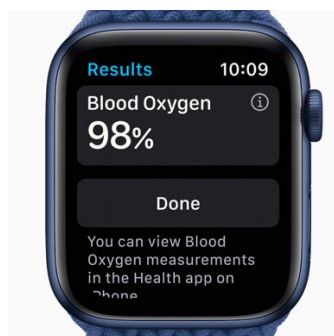 Results 10:09
Blood Oxygen
98%
Done
You can view Blood
Oxygen measurements
in the Health app on